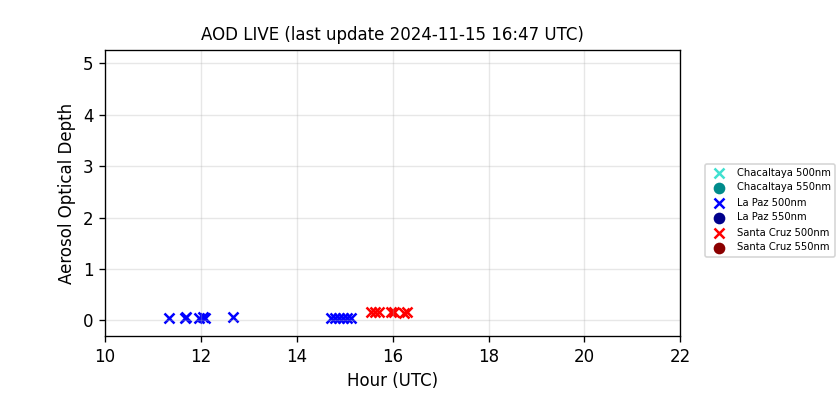 AOD LIVE (last update 2024-11-15 16:47 UTC)
5
4
3
2
1
0
Aerosol Optical Depth
10 12 14 16 18 20 22
Hour (UTC)
Chacaltaya 500nm
Chacaltaya 550nm
La Paz 500nm
La Paz 550nm
Santa Cruz 500nm
Santa Cruz 550nm